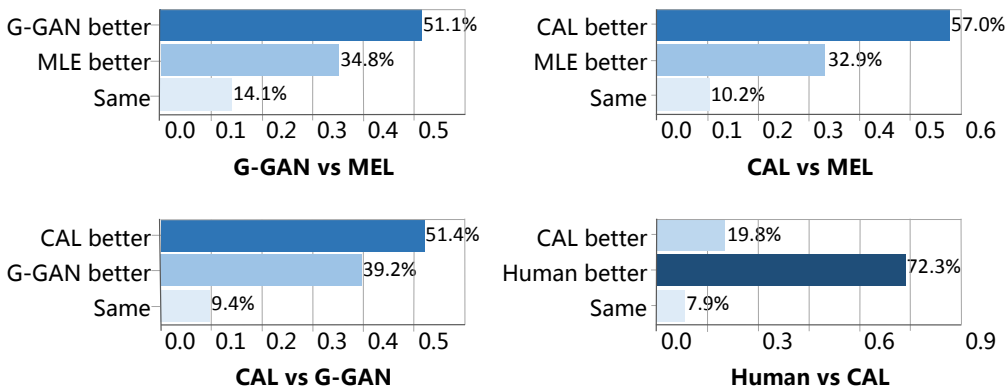 G-GAN better 51.1%
MLE better 34.8%
Same 14.1%
0.0 0.1 0.2 0.3 0.4 0.5
G-GAN vs MEL
CAL better 57.0%
MLE better 32.9%
Same 10.2%
0.0 0.1 0.2 0.3 0.4 0.5 0.6
CAL vs MEL
CAL better 51.4%
G-GAN better 39.2%
Same 9.4%
0.0 0.1 0.2 0.3 0.4 0.5
CAL vs G-GAN
CAL better 19.8%
Human better 72.3%
Same 7.9%
0.0 0.3 0.6 0.9
Human vs CAL